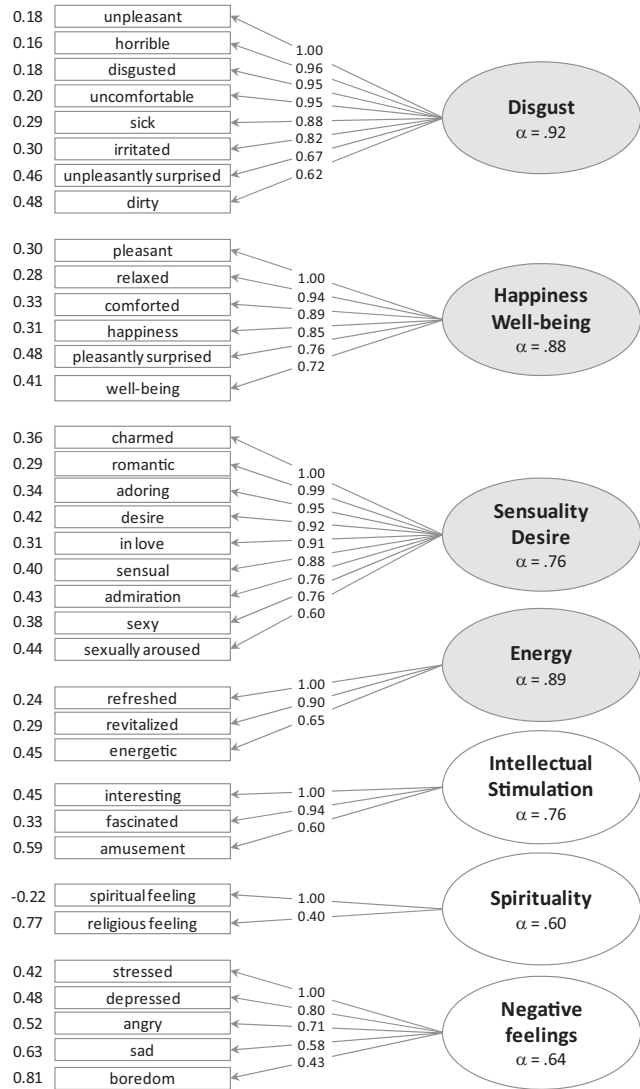 0.18 unpleasant
0.16 horrible
0.18 disgusted
0.20 uncomfortable
0.29 sick
0.30 irritated
0.46 unpleasantly surprised
0.48 dirty
1.00
0.96
0.95
0.95
0.88
0.82
0.67
0.62
Disgust
α = .92
0.30 pleasant
0.28 relaxed
0.33 comforted
0.31 happiness
0.48 pleasantly surprised
0.41 well-being
1.00
0.94
0.89
0.85
0.76
0.72
Happiness
Well-being
α = .88
0.36 charmed
0.29 romantic
0.34 adoring
0.42 desire
0.31 in love
0.40 sensual
0.43 admiration
0.38 sexy
0.44 sexually aroused
1.00
0.99
0.95
0.92
0.91
0.88
0.76
0.76
0.60
Sensuality
Desire
α = .76
0.24 refreshed
0.29 revitalized
0.45 energetic
1.00
0.90
0.65
Energy
α = .89
0.45 interesting
0.33 fascinated
0.59 amusement
1.00
0.94
0.60
Intellectual
Stimulation
α = .76
-0.22 spiritual feeling
0.77 religious feeling
1.00
0.40
Spirituality
α = .60
0.42 stressed
0.48 depressed
0.52 angry
0.63 sad
0.81 boredom
1.00
0.80
0.71
0.58
0.43
Negative
feelings
α = .64